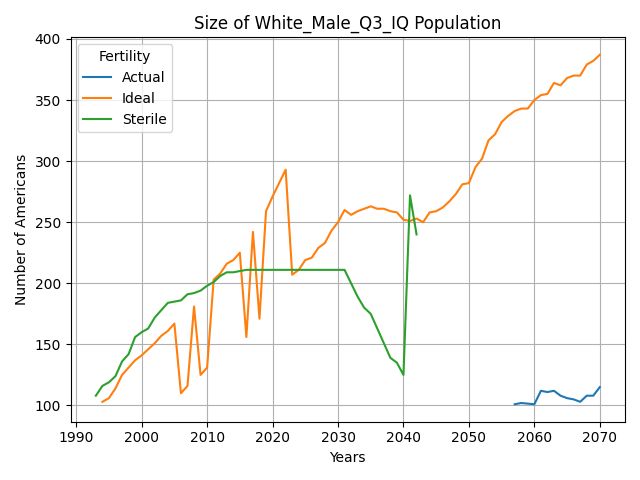 Size of White_Male_Q3_IQ Population
Number of Americans
400
350
300
250
200
150
100
Fertility
Actual
Ideal
Sterile
1990
2000
2010
2020
2030
2040
2050
2060
2070
Years